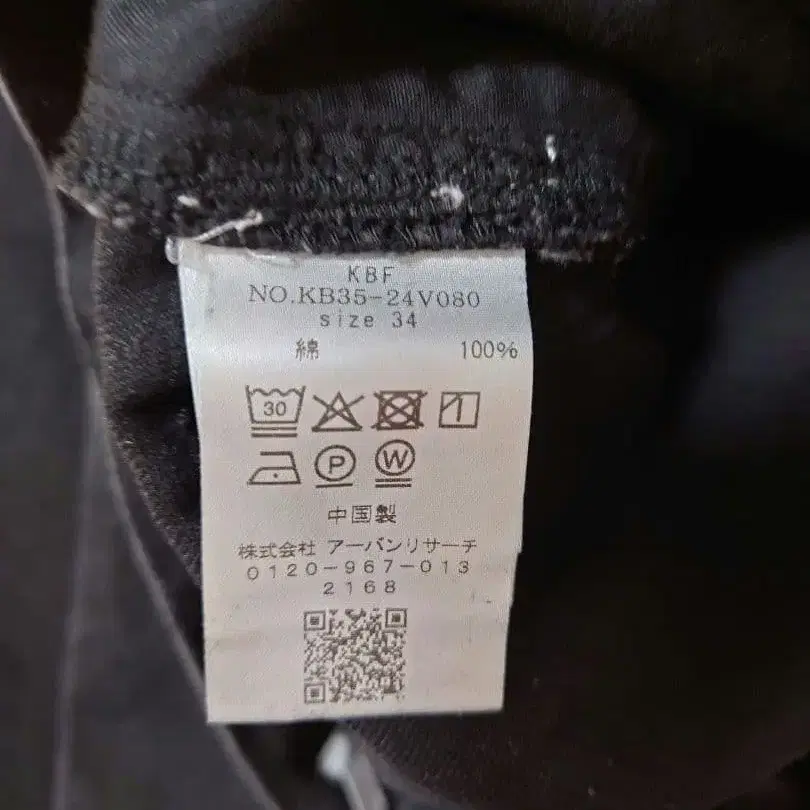 KBF
NO.KB35-24V080
size 34
綿 100%
30
P W
中国製
株式会社 アーバンリサーチ
0120-967-013
2168